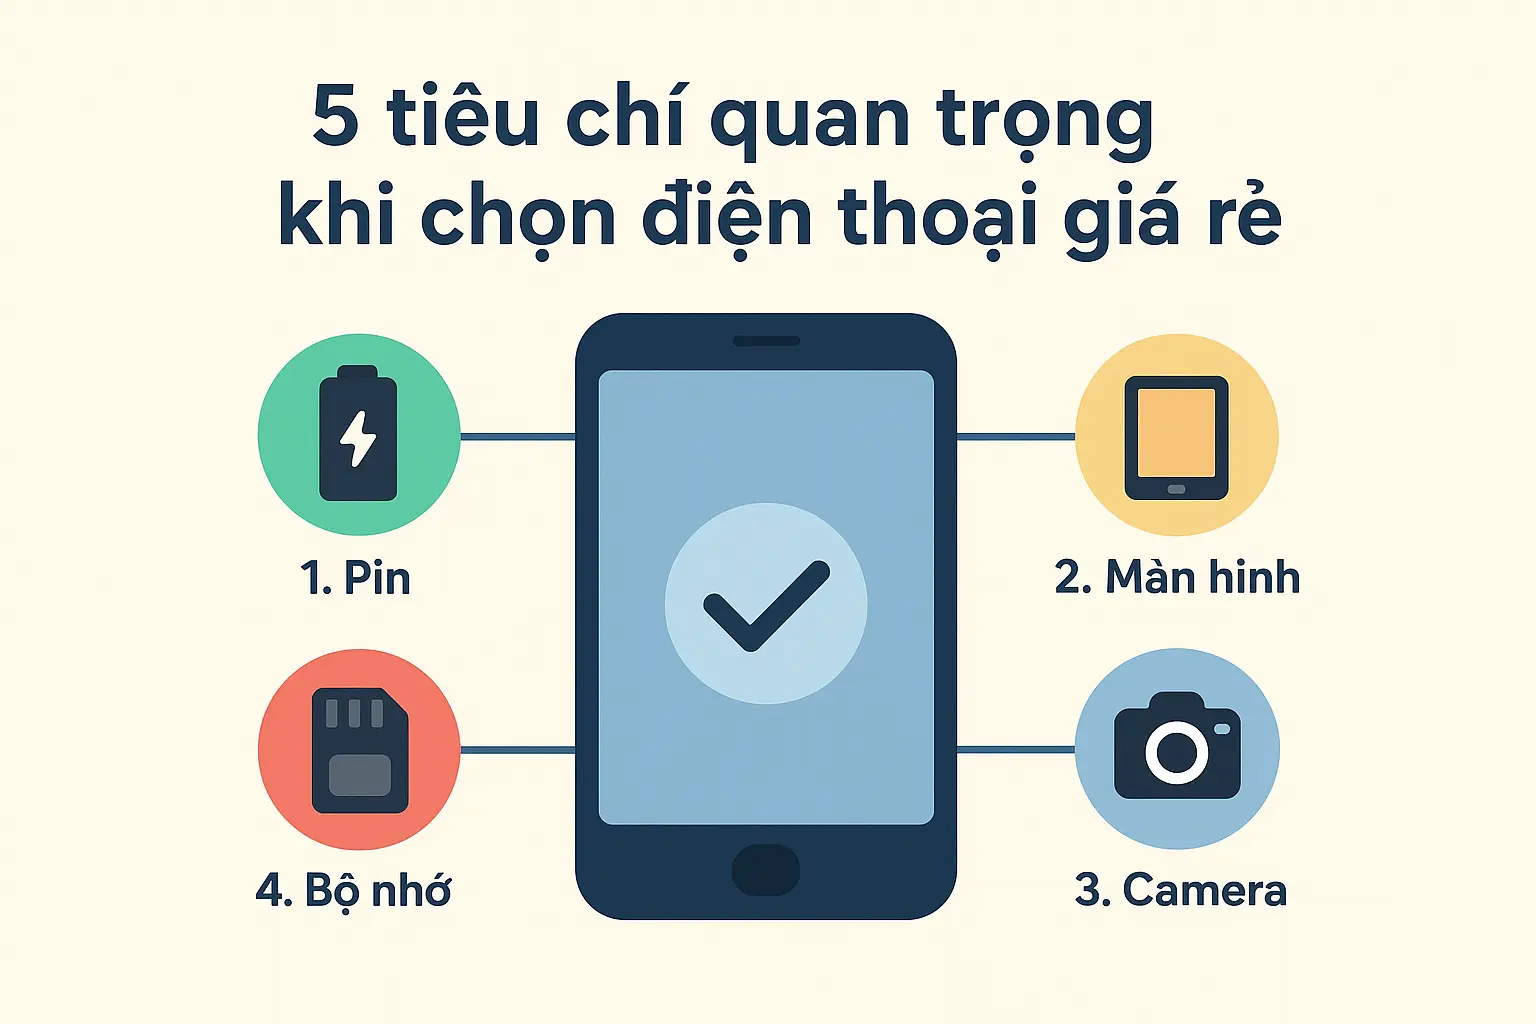 5 tiêu chí quan trọng
khi chọn điện thoại giá rẻ
1. Pin
2. Màn hinh
4. Bộ nhớ
3. Camera